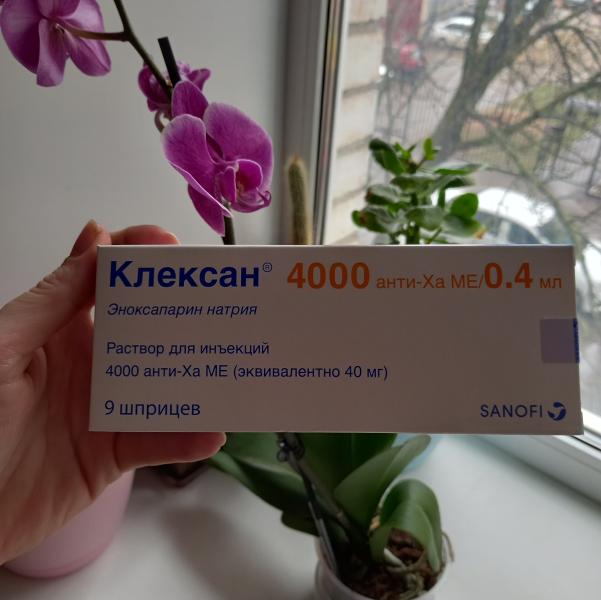 Клексан® 4000 анти-Ха МЕ/0.4 мл
Эноксапарин натрия
Раствор для инъекций
4000 анти-Ха МЕ (эквивалентно 40 мг)
9 шприцев
SANOFI